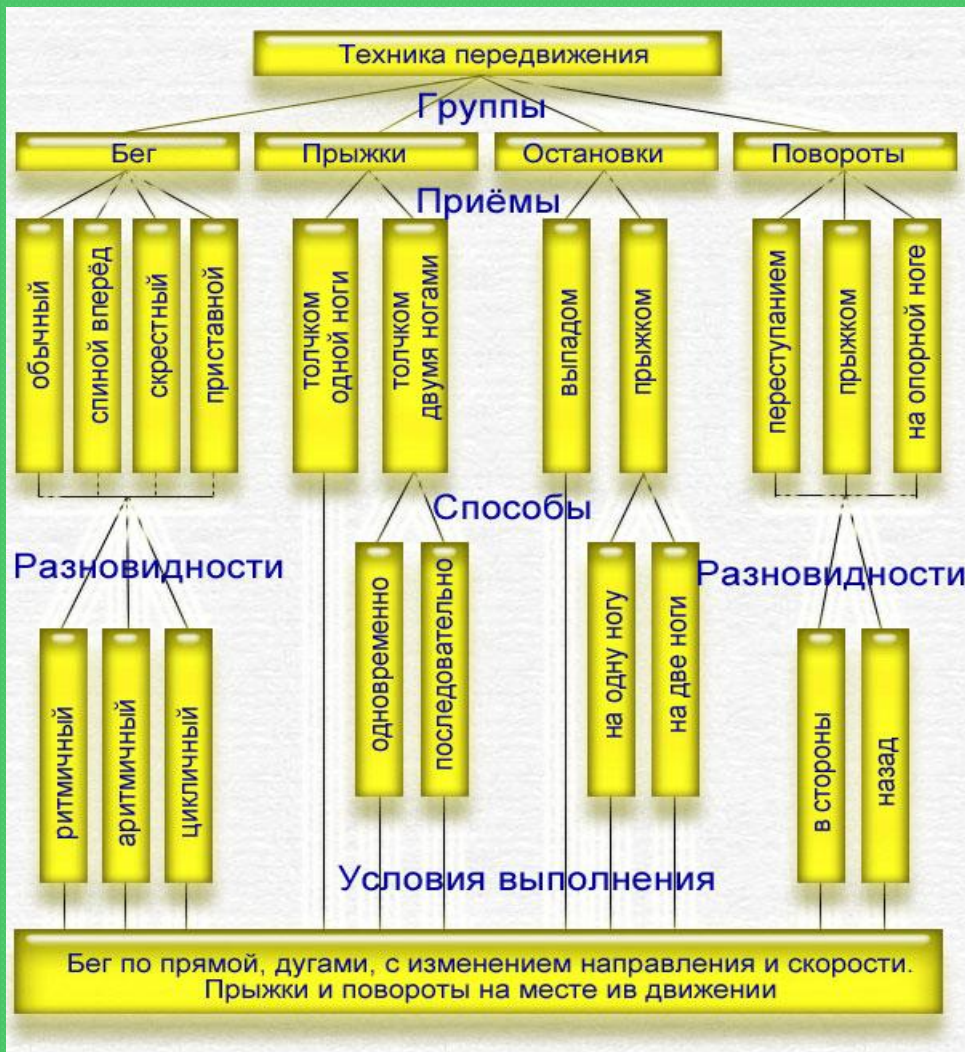 Техника передвижения
Группы
Бег
Прыжки
Остановки
Повороты
Приёмы
обычный
спиной вперёд
скрестный
приставной
толчком
одной ноги
толчком
двумя ногами
выпадом
прыжком
переступанием
прыжком
на опорной ноге
Способы
Разновидности
Разновидности
ритмичный
аритмичный
цикличный
одновременно
последовательно
на одну ногу
на две ноги
в стороны
назад
Условия выполнения
Бег по прямой, дугами, с изменением направления и скорости.
Прыжки и повороты на месте ив движении